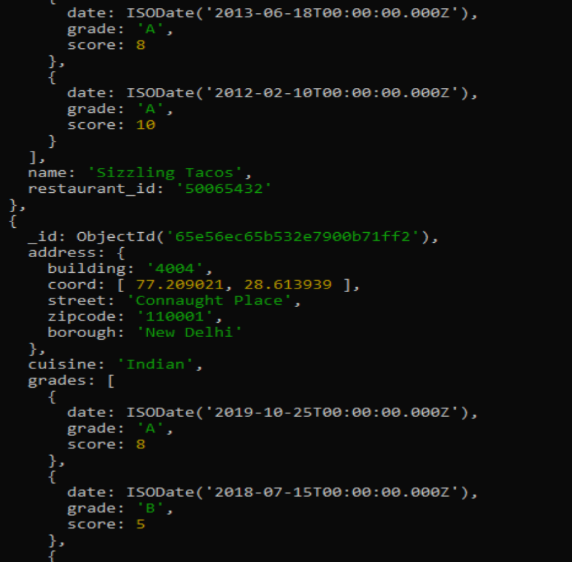 {
date: ISODate('2013-06-18T00:00:00.000Z'),
grade: 'A',
score: 8
},
{
date: ISODate('2012-02-10T00:00:00.000Z'),
grade: 'A',
score: 10
}
],
name: 'Sizzling Tacos',
restaurant_id: '50065432'
},
{
_id: ObjectId('65e56ec65b532e7900b71ff2'),
address: {
building: '4004',
coord: [ 77.209021, 28.613939 ],
street: 'Connaught Place',
zipcode: '110001',
borough: 'New Delhi'
},
cuisine: 'Indian',
grades: [
{
date: ISODate('2019-10-25T00:00:00.000Z'),
grade: 'A',
score: 8
},
{
date: ISODate('2018-07-15T00:00:00.000Z'),
grade: 'B',
score: 5
},
{